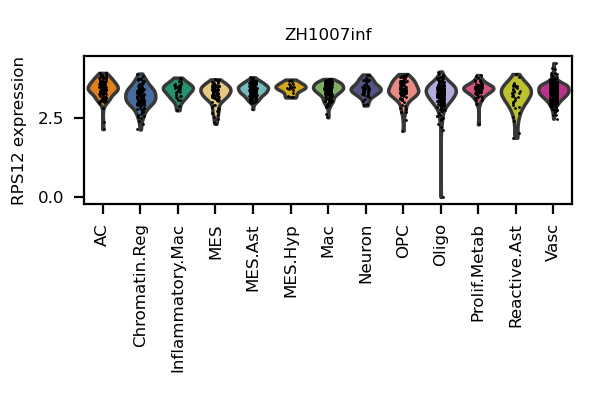 ZH1007inf
RPS12 expression
2.5
0.0
AC
Chromatin.Reg
Inflammatory.Mac
MES
MES.Ast
MES.Hyp
Mac
Neuron
OPC
Oligo
Prolif.Metab
Reactive.Ast
Vasc